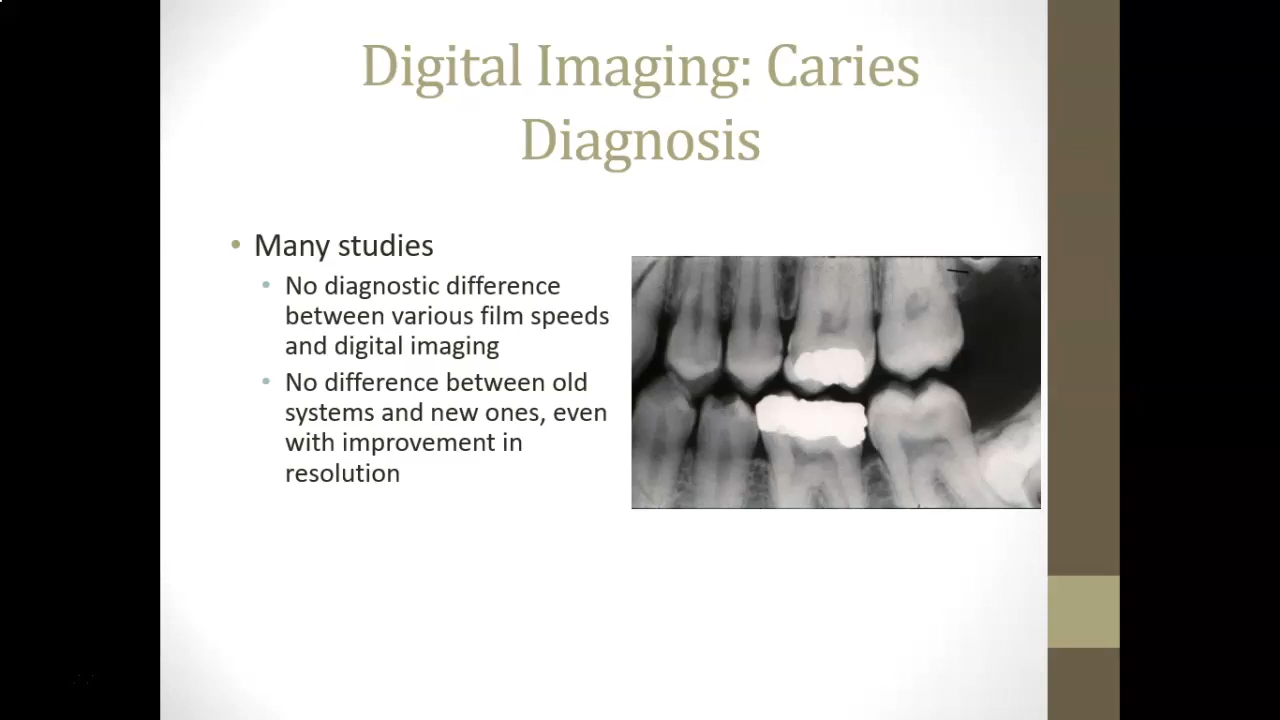 Digital Imaging: Caries
Diagnosis
• Many studies
• No diagnostic difference
between various film speeds
and digital imaging
• No difference between old
systems and new ones, even
with improvement in
resolution